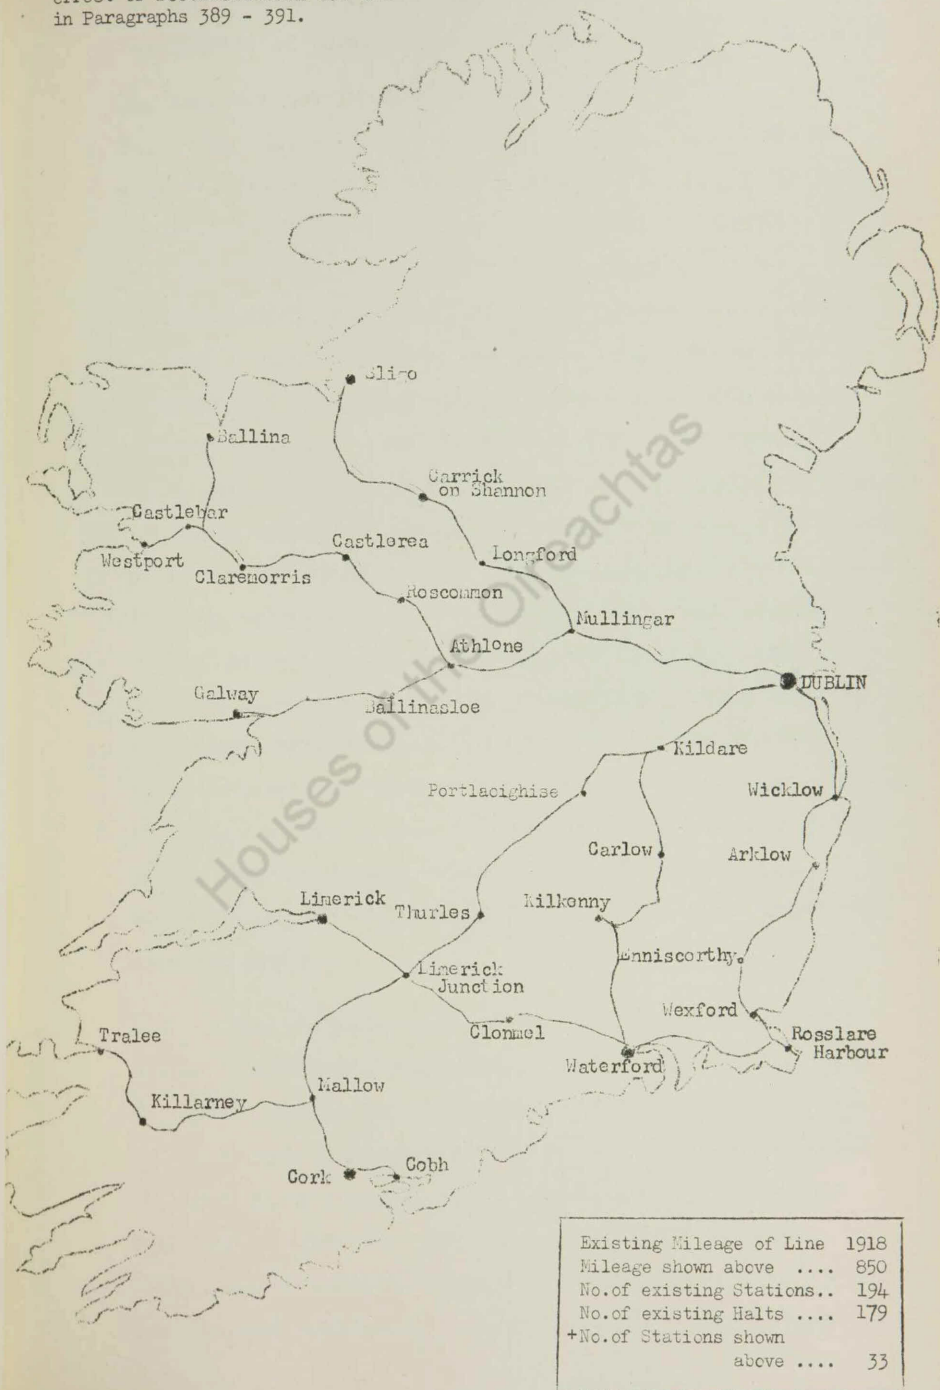 in Paragraphs 389 - 391.
Sligo
Ballina
Carrick
on Shannon
Castlebar
Castlerea
Longford
Westport
Claremorris
Roscommon
Mullingar
Athlone
DUBLIN
Galway
Ballinasloe
Kildare
Portlaoighise
Wicklow
Carlow
Arklow
Limerick
Thurles
Kilkenny
Enniscorthy
Limerick
Junction
Wexford
Clonmel
Tralee
Rosslare
Harbour
Waterford
Mallow
Killarney
Cork
Cobh
Houses of the Oireachtas
Existing Mileage of Line 1918
Mileage shown above .... 850
No.of existing Stations.. 194
No.of existing Halts .... 179
+No.of Stations shown
above .... 33